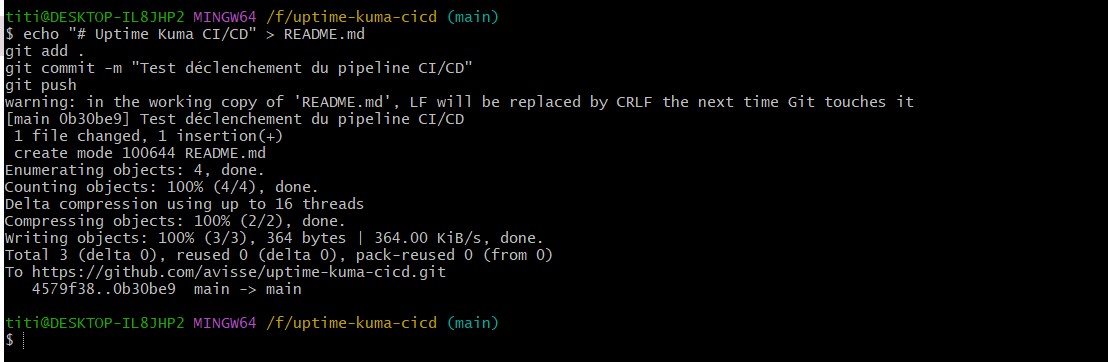 titi@DESKTOP-IL8JHP2 MINGW64 /f/uptime-kuma-cicd (main)
$ echo "# Uptime Kuma CI/CD" > README.md
git add .
git commit -m "Test déclenchement du pipeline CI/CD"
git push
warning: in the working copy of 'README.md', LF will be replaced by CRLF the next time Git touches it
[main 0b30be9] Test déclenchement du pipeline CI/CD
 1 file changed, 1 insertion(+)
 create mode 100644 README.md
Enumerating objects: 4, done.
Counting objects: 100% (4/4), done.
Delta compression using up to 16 threads
Compressing objects: 100% (2/2), done.
Writing objects: 100% (3/3), 364 bytes | 364.00 KiB/s, done.
Total 3 (delta 0), reused 0 (delta 0), pack-reused 0 (from 0)
To https://github.com/avisse/uptime-kuma-cicd.git
   4579f38..0b30be9  main -> main
titi@DESKTOP-IL8JHP2 MINGW64 /f/uptime-kuma-cicd (main)
$